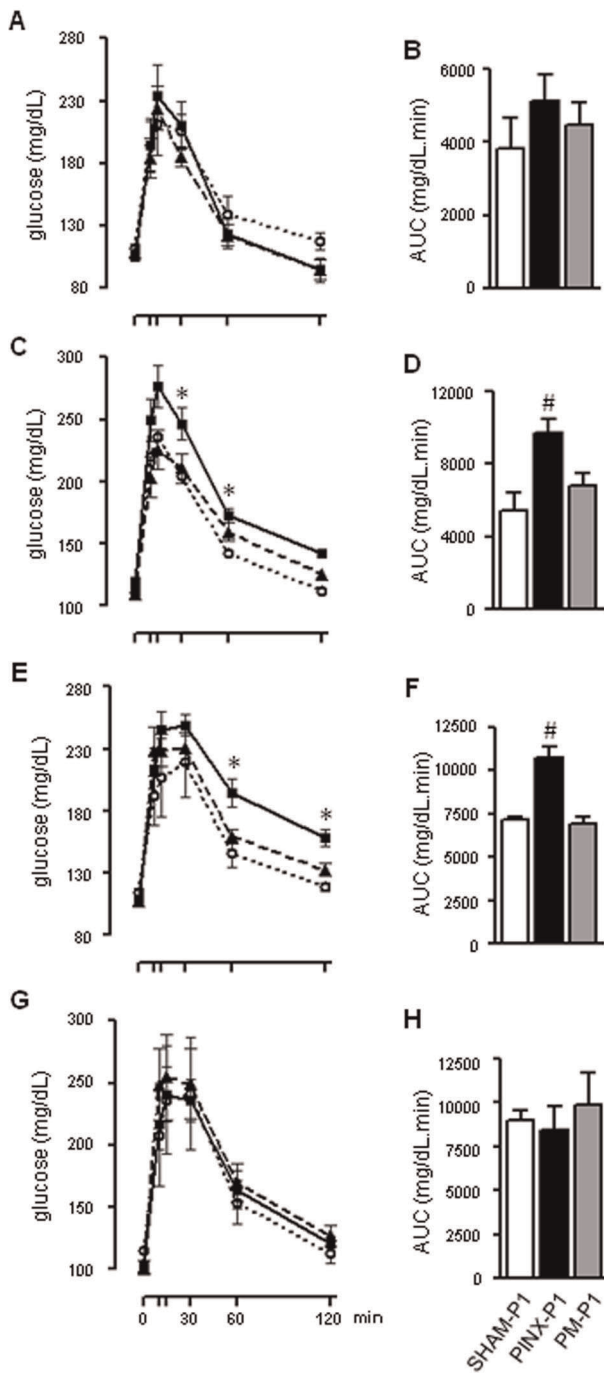 A
glucose (mg/dL)
280
230
180
130
80
B
AUC (mg/dL.min)
6000
4000
2000
0
C
glucose (mg/dL)
300
250
200
150
100
*
*
D
AUC (mg/dL.min)
12000
8000
4000
0
#
E
glucose (mg/dL)
280
230
180
130
80
*
*
F
AUC (mg/dL.min)
12500
10000
7500
5000
2500
0
#
G
glucose (mg/dL)
300
250
200
150
100
0
30
60
120
min
H
AUC (mg/dL.min)
12500
10000
7500
5000
2500
0
SHAM-P1
PINX-P1
PM-P1